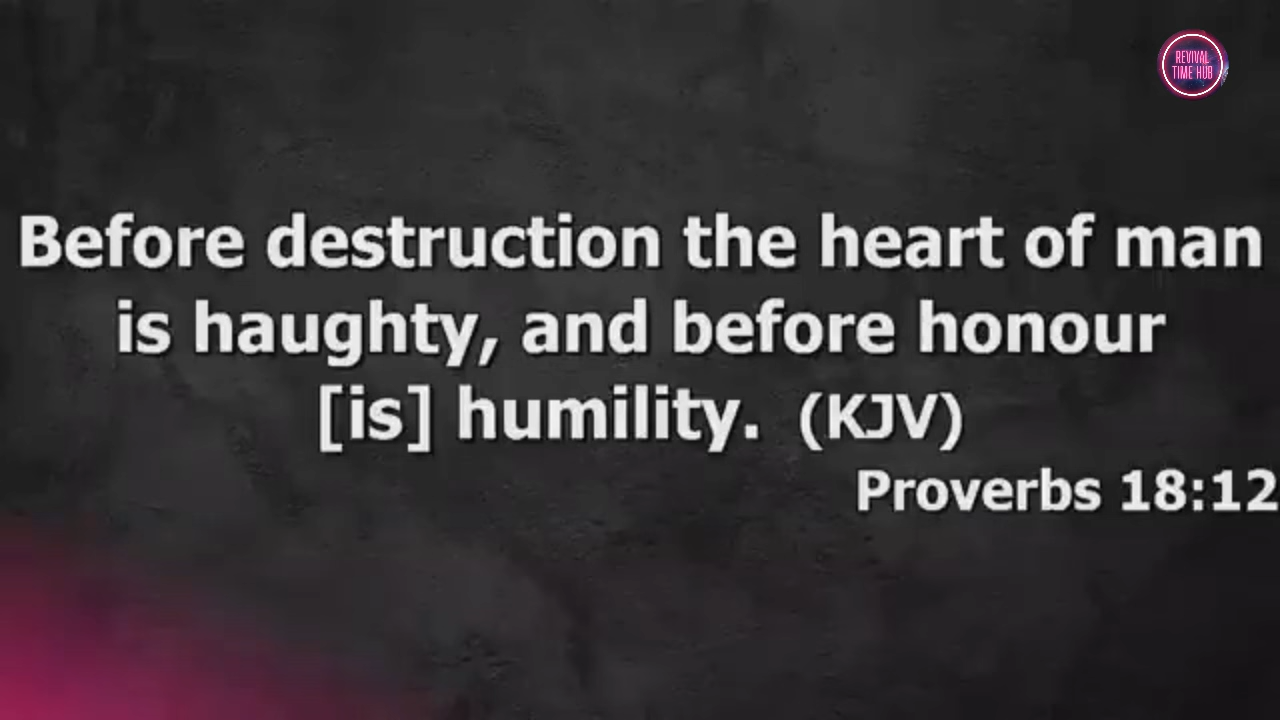 REVIVAL
TIME HUB
Before destruction the heart of man
is haughty, and before honour
[is] humility. (KJV)
Proverbs 18:12